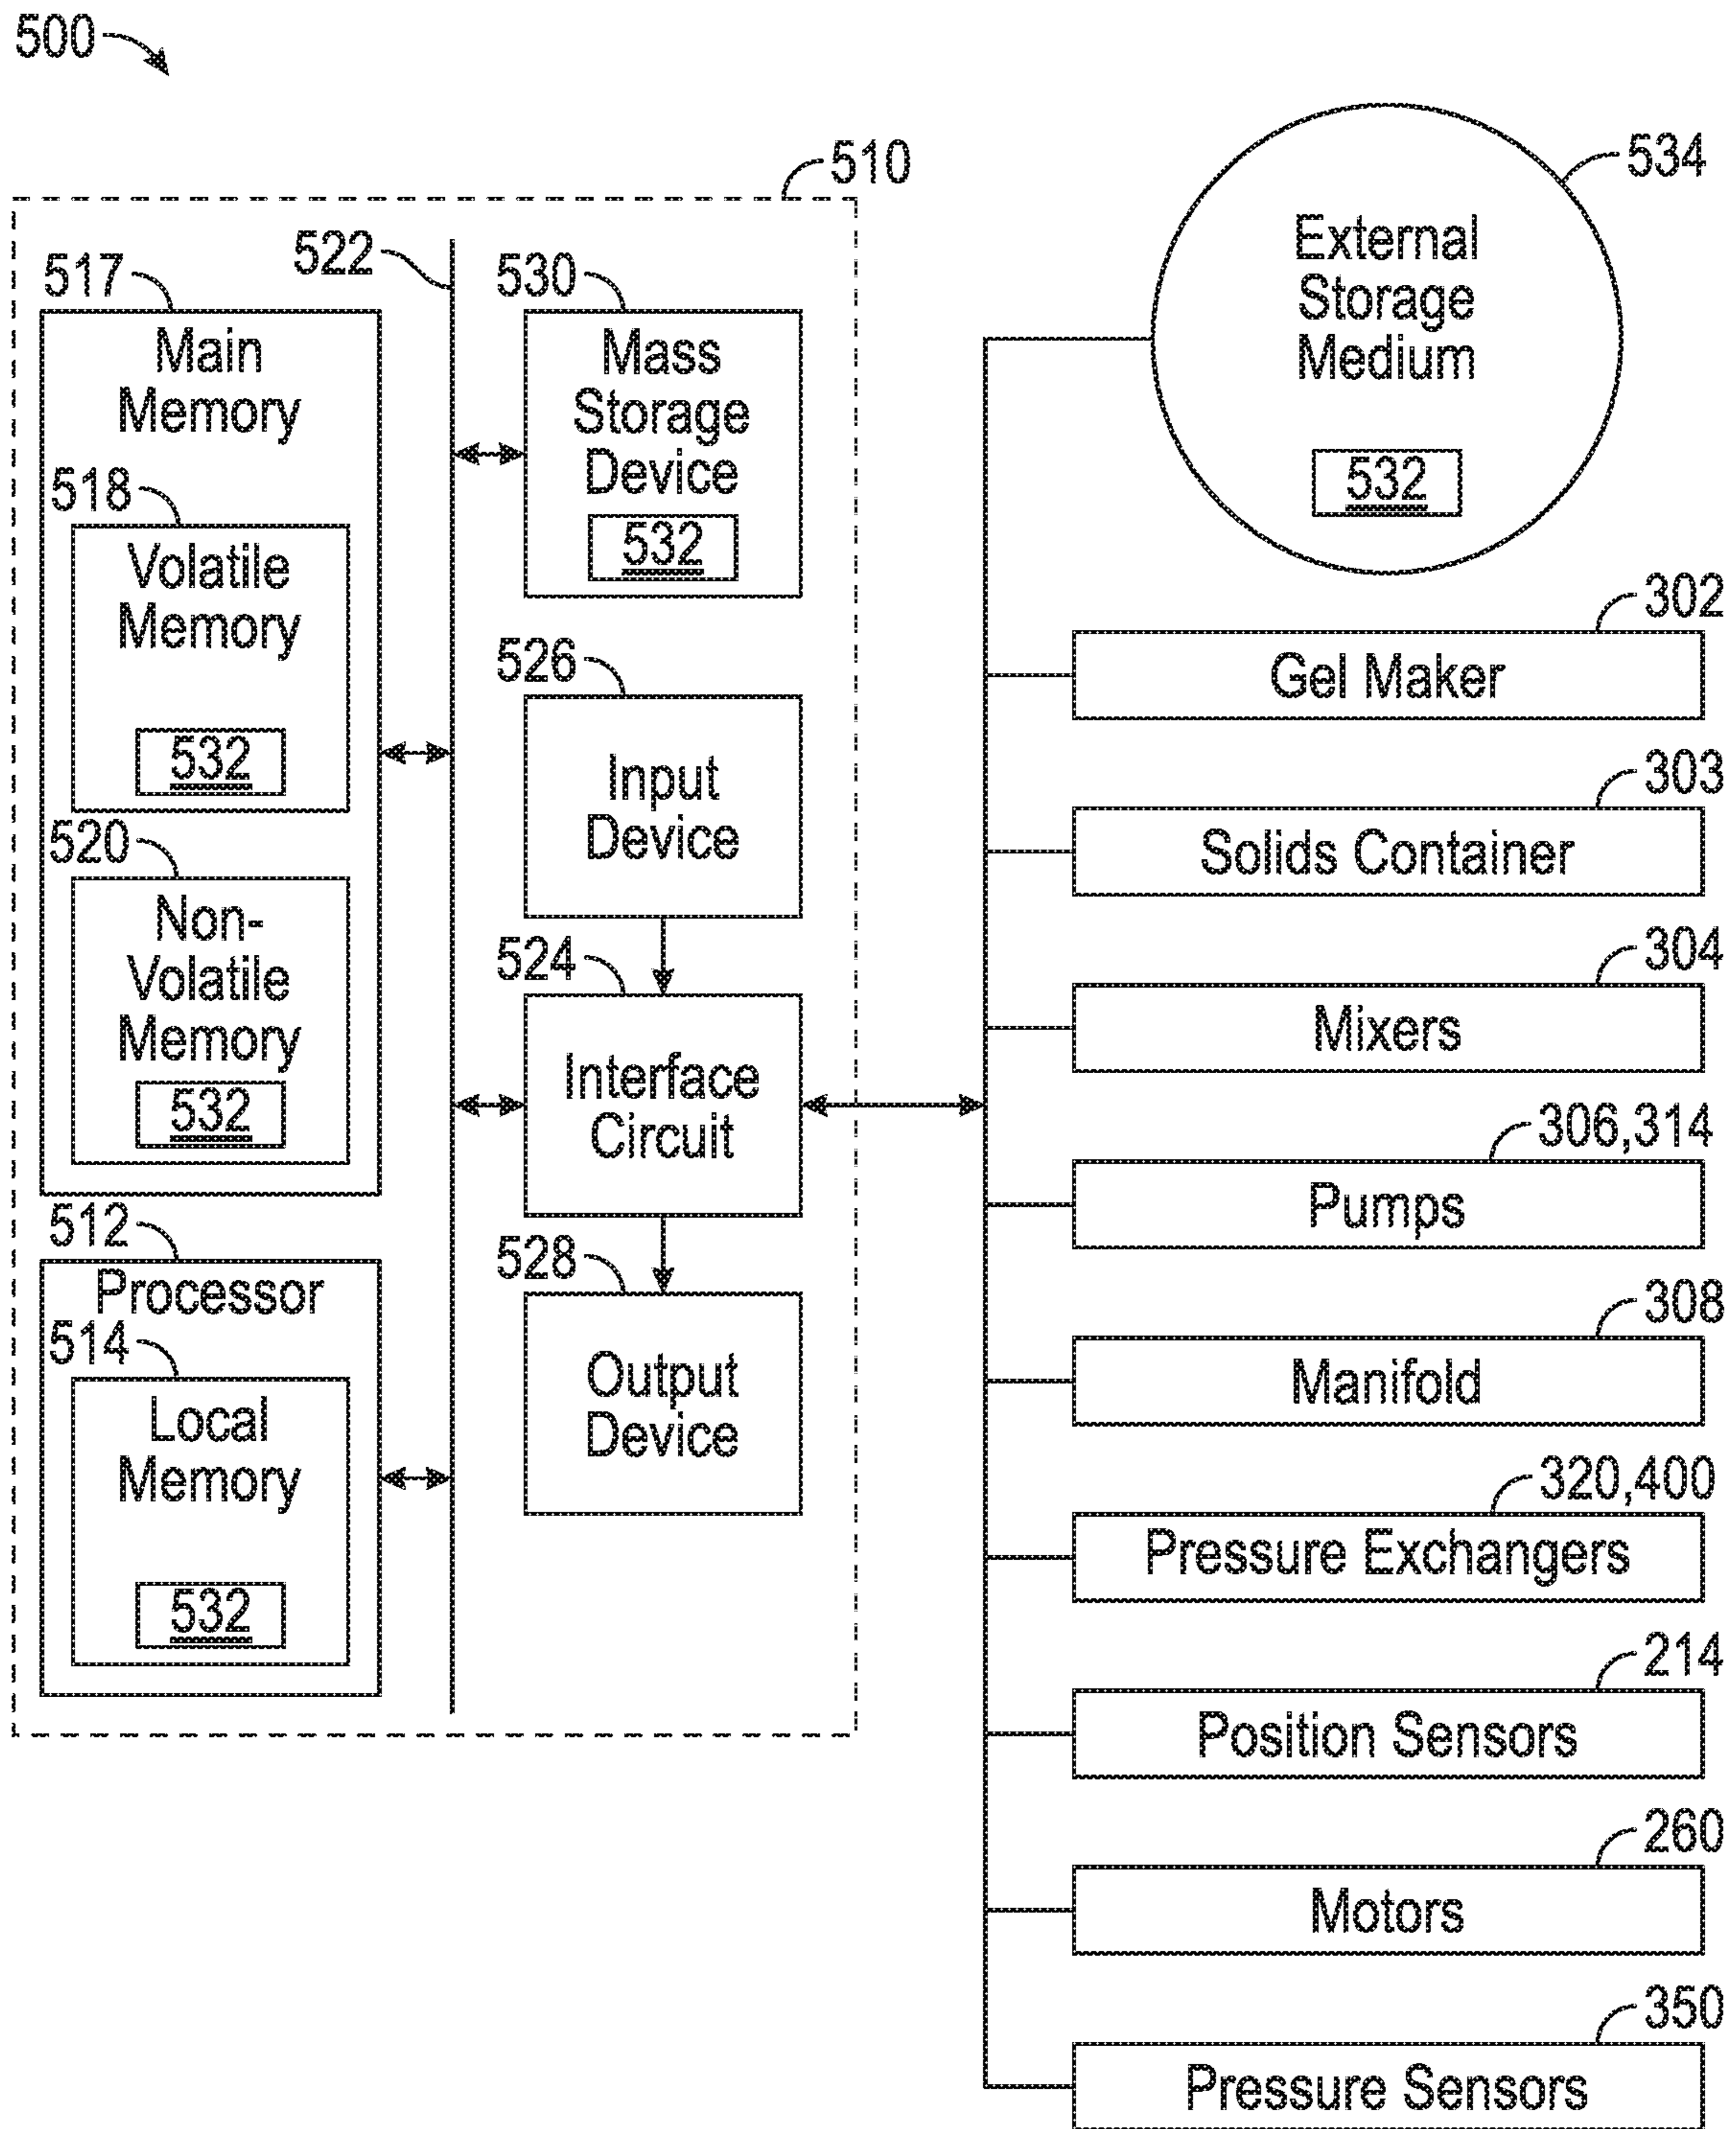 500
510
534
522
517
530
External
Storage
Medium
532
Main
Memory
Mass
Storage
Device
532
518
Volatile
Memory
532
302
Gel Maker
526
Input
Device
303
Solids Container
520
Non-
Volatile
Memory
532
524
Interface
Circuit
304
Mixers
306,314
Pumps
512
Processor
514
Local
Memory
532
528
Output
Device
308
Manifold
320,400
Pressure Exchangers
214
Position Sensors
260
Motors
350
Pressure Sensors